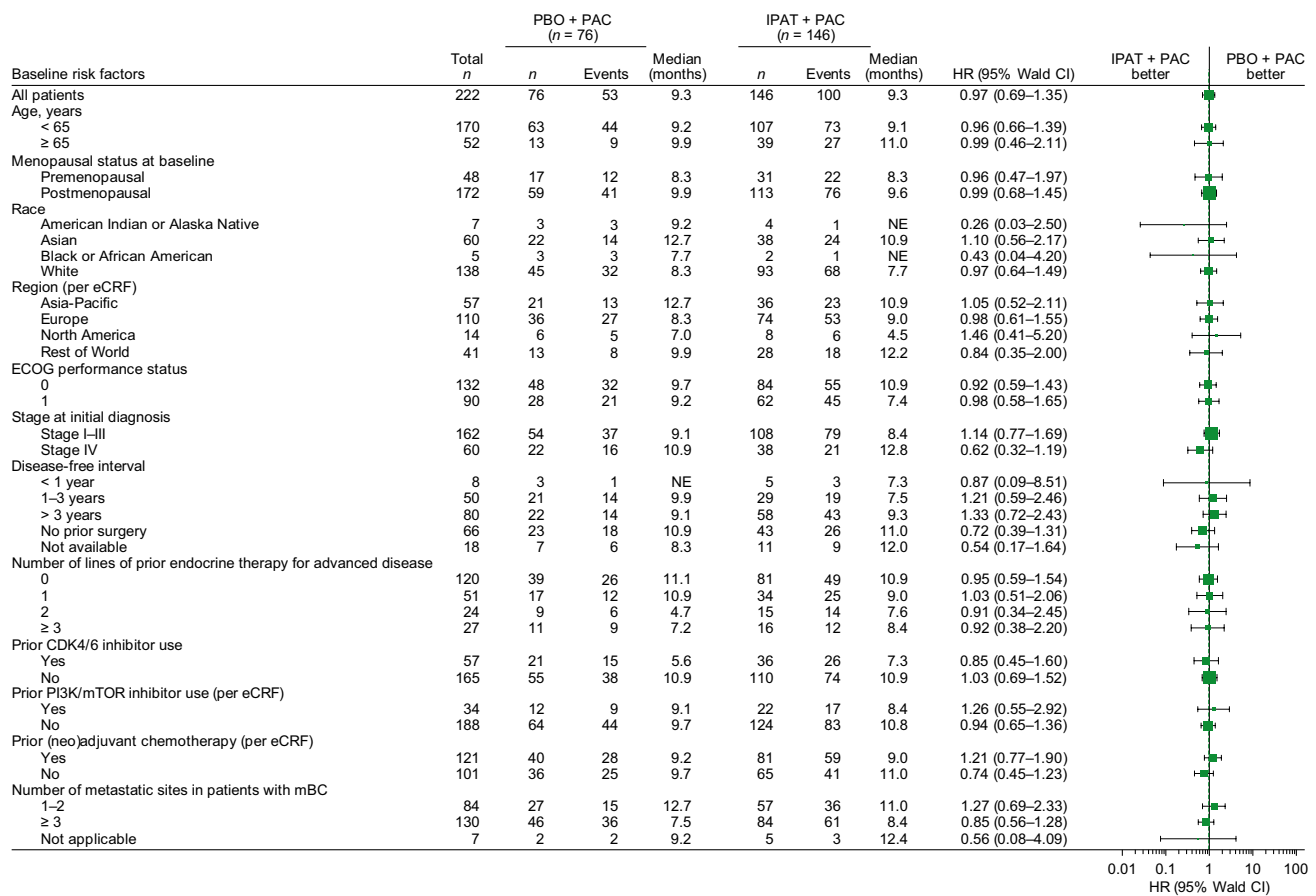 PBO + PAC IPAT + PAC
(n = 76) (n = 146)
Total Median Median IPAT + PAC PBO + PAC
Baseline risk factors n n Events (months) n Events (months) HR (95% Wald CI) better better
All patients 222 76 53 9.3 146 100 9.3 0.97 (0.69–1.35)
Age, years
< 65 170 63 44 9.2 107 73 9.1 0.96 (0.66–1.39)
≥ 65 52 13 9 9.9 39 27 11.0 0.99 (0.46–2.11)
Menopausal status at baseline
Premenopausal 48 17 12 8.3 31 22 8.3 0.96 (0.47–1.97)
Postmenopausal 172 59 41 9.9 113 76 9.6 0.99 (0.68–1.45)
Race
American Indian or Alaska Native 7 3 3 9.2 4 1 NE 0.26 (0.03–2.50)
Asian 60 22 14 12.7 38 24 10.9 1.10 (0.56–2.17)
Black or African American 5 3 3 7.7 2 1 NE 0.43 (0.04–4.20)
White 138 45 32 8.3 93 68 7.7 0.97 (0.64–1.49)
Region (per eCRF)
Asia-Pacific 57 21 13 12.7 36 23 10.9 1.05 (0.52–2.11)
Europe 110 36 27 8.3 74 53 9.0 0.98 (0.61–1.55)
North America 14 6 5 7.0 8 6 4.5 1.46 (0.41–5.20)
Rest of World 41 13 8 9.9 28 18 12.2 0.84 (0.35–2.00)
ECOG performance status
0 132 48 32 9.7 84 55 10.9 0.92 (0.59–1.43)
1 90 28 21 9.2 62 45 7.4 0.98 (0.58–1.65)
Stage at initial diagnosis
Stage I–III 162 54 37 9.1 108 79 8.4 1.14 (0.77–1.69)
Stage IV 60 22 16 10.9 38 21 12.8 0.62 (0.32–1.19)
Disease-free interval
< 1 year 8 3 1 NE 5 3 7.3 0.87 (0.09–8.51)
1–3 years 50 21 14 9.9 29 19 7.5 1.21 (0.59–2.46)
> 3 years 80 22 14 9.1 58 43 9.3 1.33 (0.72–2.43)
No prior surgery 66 23 18 10.9 43 26 11.0 0.72 (0.39–1.31)
Not available 18 7 6 8.3 11 9 12.0 0.54 (0.17–1.64)
Number of lines of prior endocrine therapy for advanced disease
0 120 39 26 11.1 81 49 10.9 0.95 (0.59–1.54)
1 51 17 12 10.9 34 25 9.0 1.03 (0.51–2.06)
2 24 9 6 4.7 15 14 7.6 0.91 (0.34–2.45)
≥ 3 27 11 9 7.2 16 12 8.4 0.92 (0.38–2.20)
Prior CDK4/6 inhibitor use
Yes 57 21 15 5.6 36 26 7.3 0.85 (0.45–1.60)
No 165 55 38 10.9 110 74 10.9 1.03 (0.69–1.52)
Prior PI3K/mTOR inhibitor use (per eCRF)
Yes 34 12 9 9.1 22 17 8.4 1.26 (0.55–2.92)
No 188 64 44 9.7 124 83 10.8 0.94 (0.65–1.36)
Prior (neo)adjuvant chemotherapy (per eCRF)
Yes 121 40 28 9.2 81 59 9.0 1.21 (0.77–1.90)
No 101 36 25 9.7 65 41 11.0 0.74 (0.45–1.23)
Number of metastatic sites in patients with mBC
1–2 84 27 15 12.7 57 36 11.0 1.27 (0.69–2.33)
≥ 3 130 46 36 7.5 84 61 8.4 0.85 (0.56–1.28)
Not applicable 7 2 2 9.2 5 3 12.4 0.56 (0.08–4.09)
0.01 0.1 1 10 100
HR (95% Wald CI)